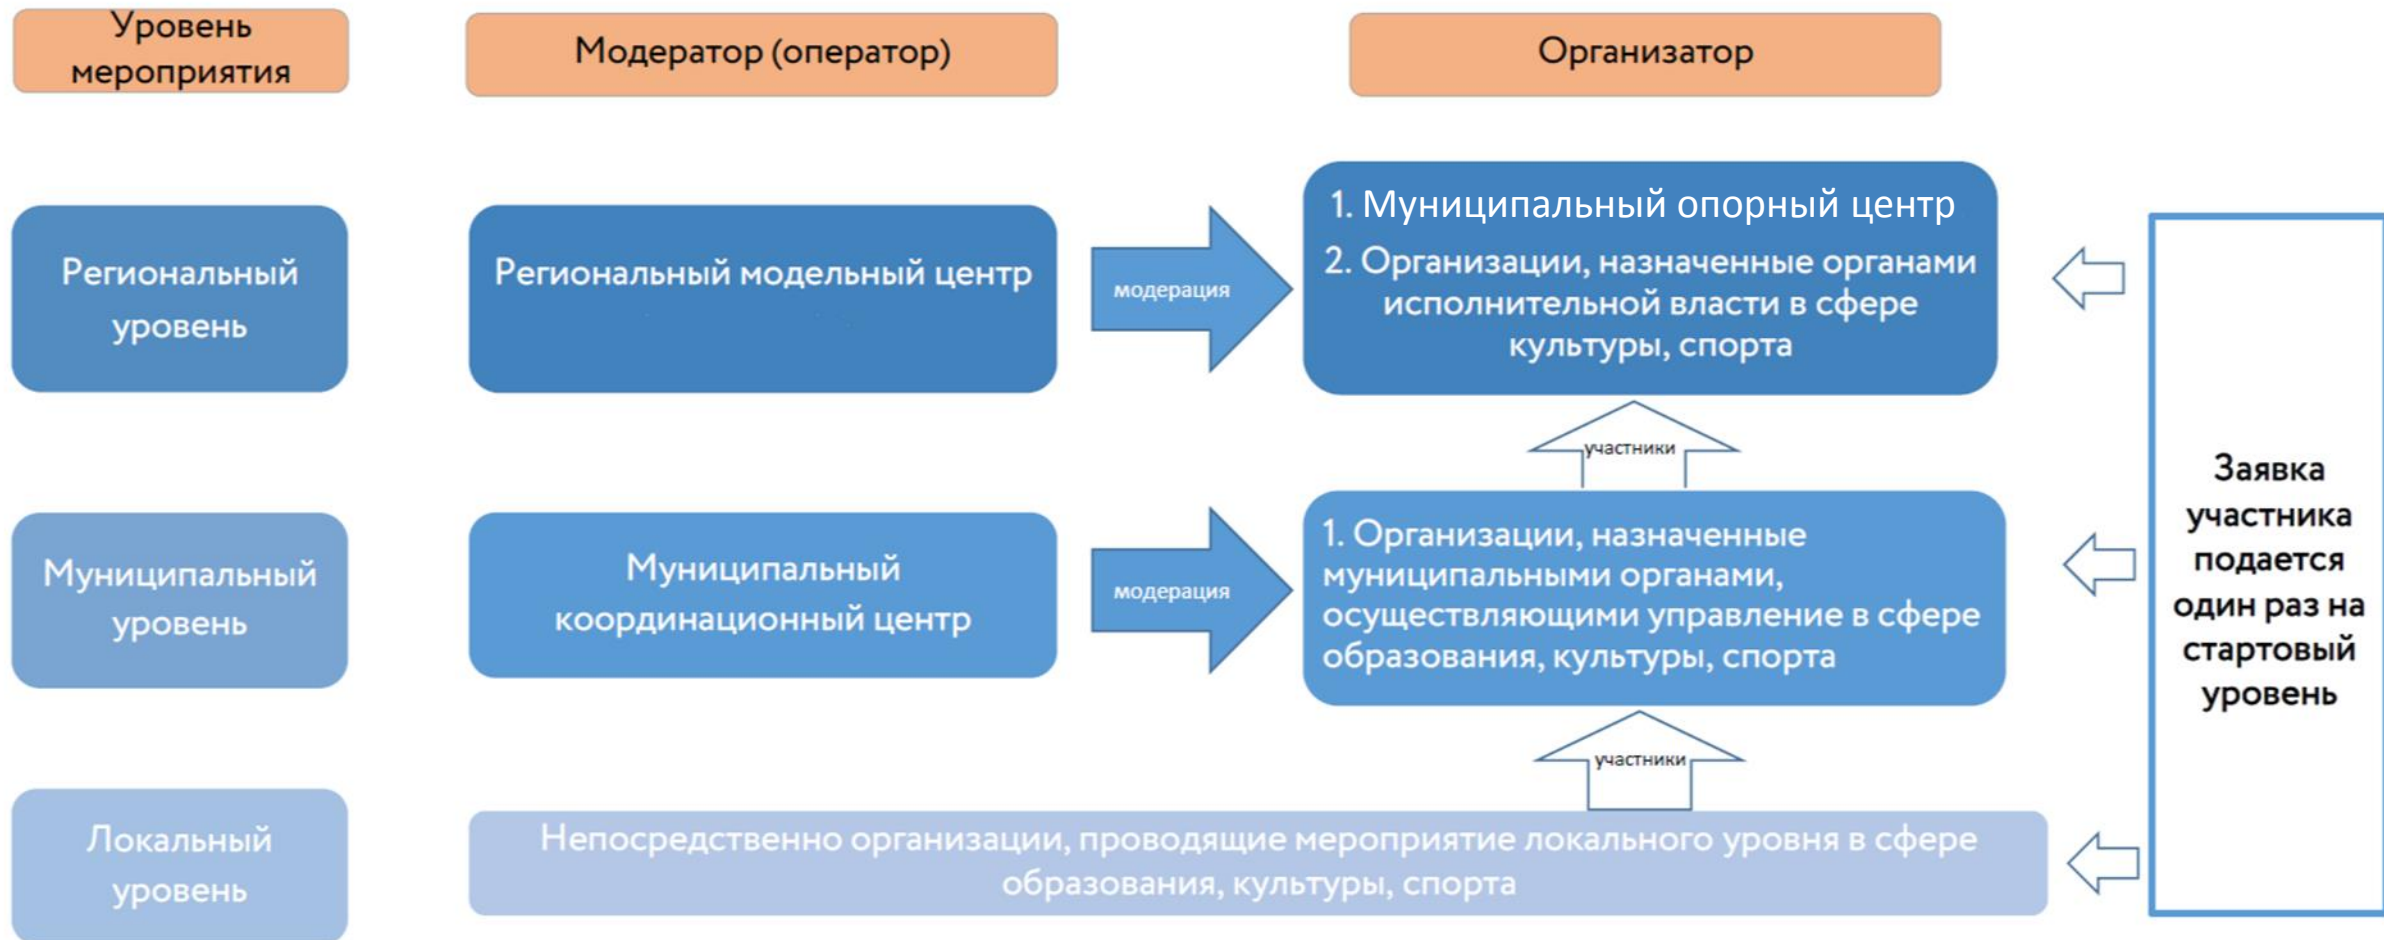 Уровень
мероприятия
Модератор (оператор)
Организатор
Региональный
уровень
Региональный модельный центр
модерация
1. Муниципальный опорный центр
2. Организации, назначенные органами
исполнительной власти в сфере
культуры, спорта
участники
Муниципальный
уровень
Муниципальный
координационный центр
модерация
1. Организации, назначенные
муниципальными органами,
осуществляющими управление в сфере
образования, культуры, спорта
участники
Локальный
уровень
Непосредственно организации, проводящие мероприятие локального уровня в сфере
образования, культуры, спорта
Заявка
участника
подается
один раз на
стартовый
уровень